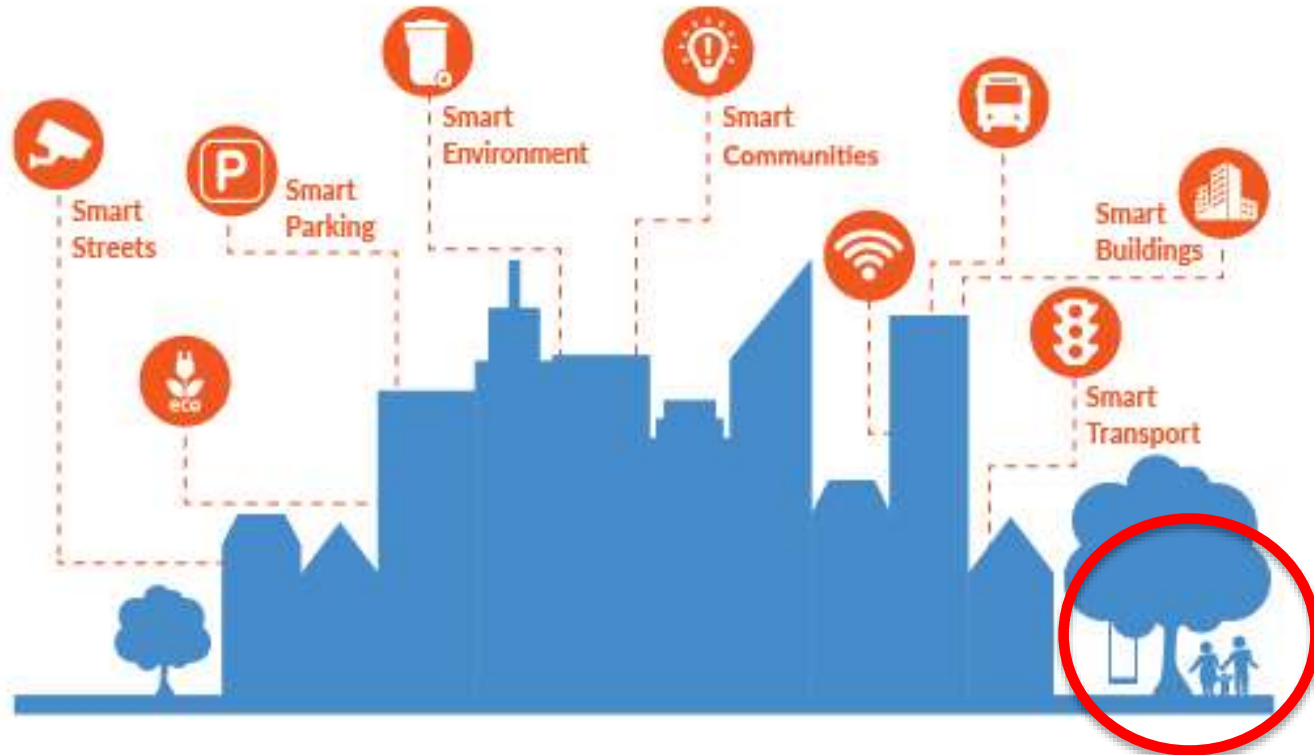 Smart
Environment
Smart
Communities
Smart
Streets
P
Smart
Parking
Smart
Buildings
eco
Smart
Transport